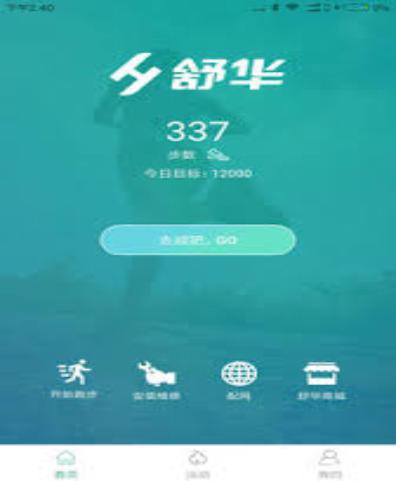 下午2:40
舒华
337
步数
今日目标：12000
去跑吧，GO
开始跑步 安装维修 配网 舒华商城
首页 运动 我的